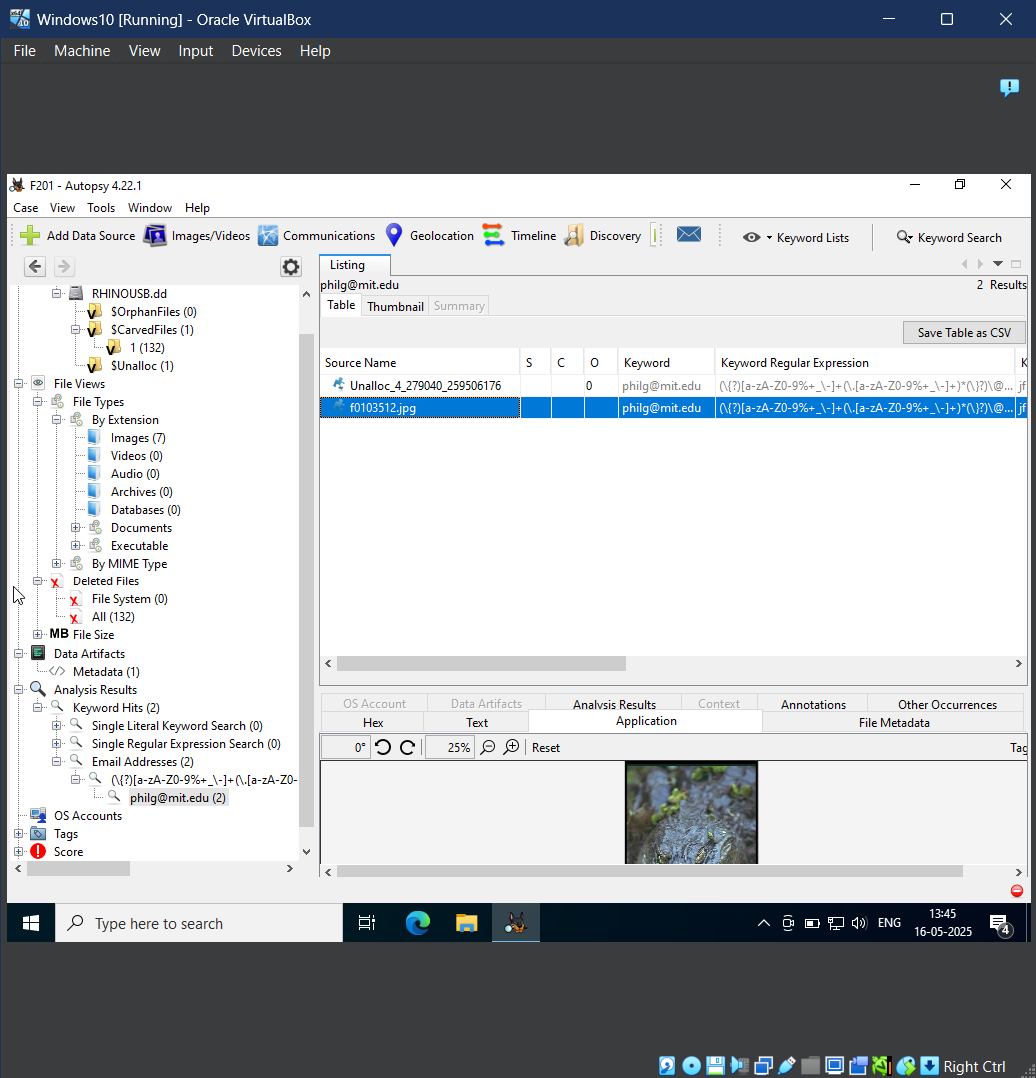 Windows10 [Running] - Oracle VirtualBox
File Machine View Input Devices Help
F201 - Autopsy 4.22.1
Case View Tools Window Help
Add Data Source Images/Videos Communications Geolocation Timeline Discovery Keyword Lists Keyword Search
Listing
philg@mit.edu
2 Results
Table Thumbnail Summary
Save Table as CSV
Source Name S C O Keyword Keyword Regular Expression K
Unalloc_4_279040_259506176 0 philg@mit.edu (\{?)[a-zA-Z0-9%+_\-]+(\.[a-zA-Z0-9%+_\-]+)*(\}?)\@... jf
f0103512.jpg philg@mit.edu (\{?)[a-zA-Z0-9%+_\-]+(\.[a-zA-Z0-9%+_\-]+)*(\}?)\@... jf
RHINOUSB.dd
$OrphanFiles (0)
$CarvedFiles (1)
1 (132)
$Unalloc (1)
File Views
File Types
By Extension
Images (7)
Videos (0)
Audio (0)
Archives (0)
Databases (0)
Documents
Executable
By MIME Type
Deleted Files
File System (0)
All (132)
MB File Size
Data Artifacts
Metadata (1)
Analysis Results
Keyword Hits (2)
Single Literal Keyword Search (0)
Single Regular Expression Search (0)
Email Addresses (2)
(\{?)[a-zA-Z0-9%+_\-]+(\.[a-zA-Z0-
philg@mit.edu (2)
OS Accounts
Tags
Score
OS Account Data Artifacts Analysis Results Context Annotations Other Occurrences
Hex Text Application File Metadata
0° 25% Reset Tag
Type here to search
ENG
13:45
16-05-2025
4
Right Ctrl